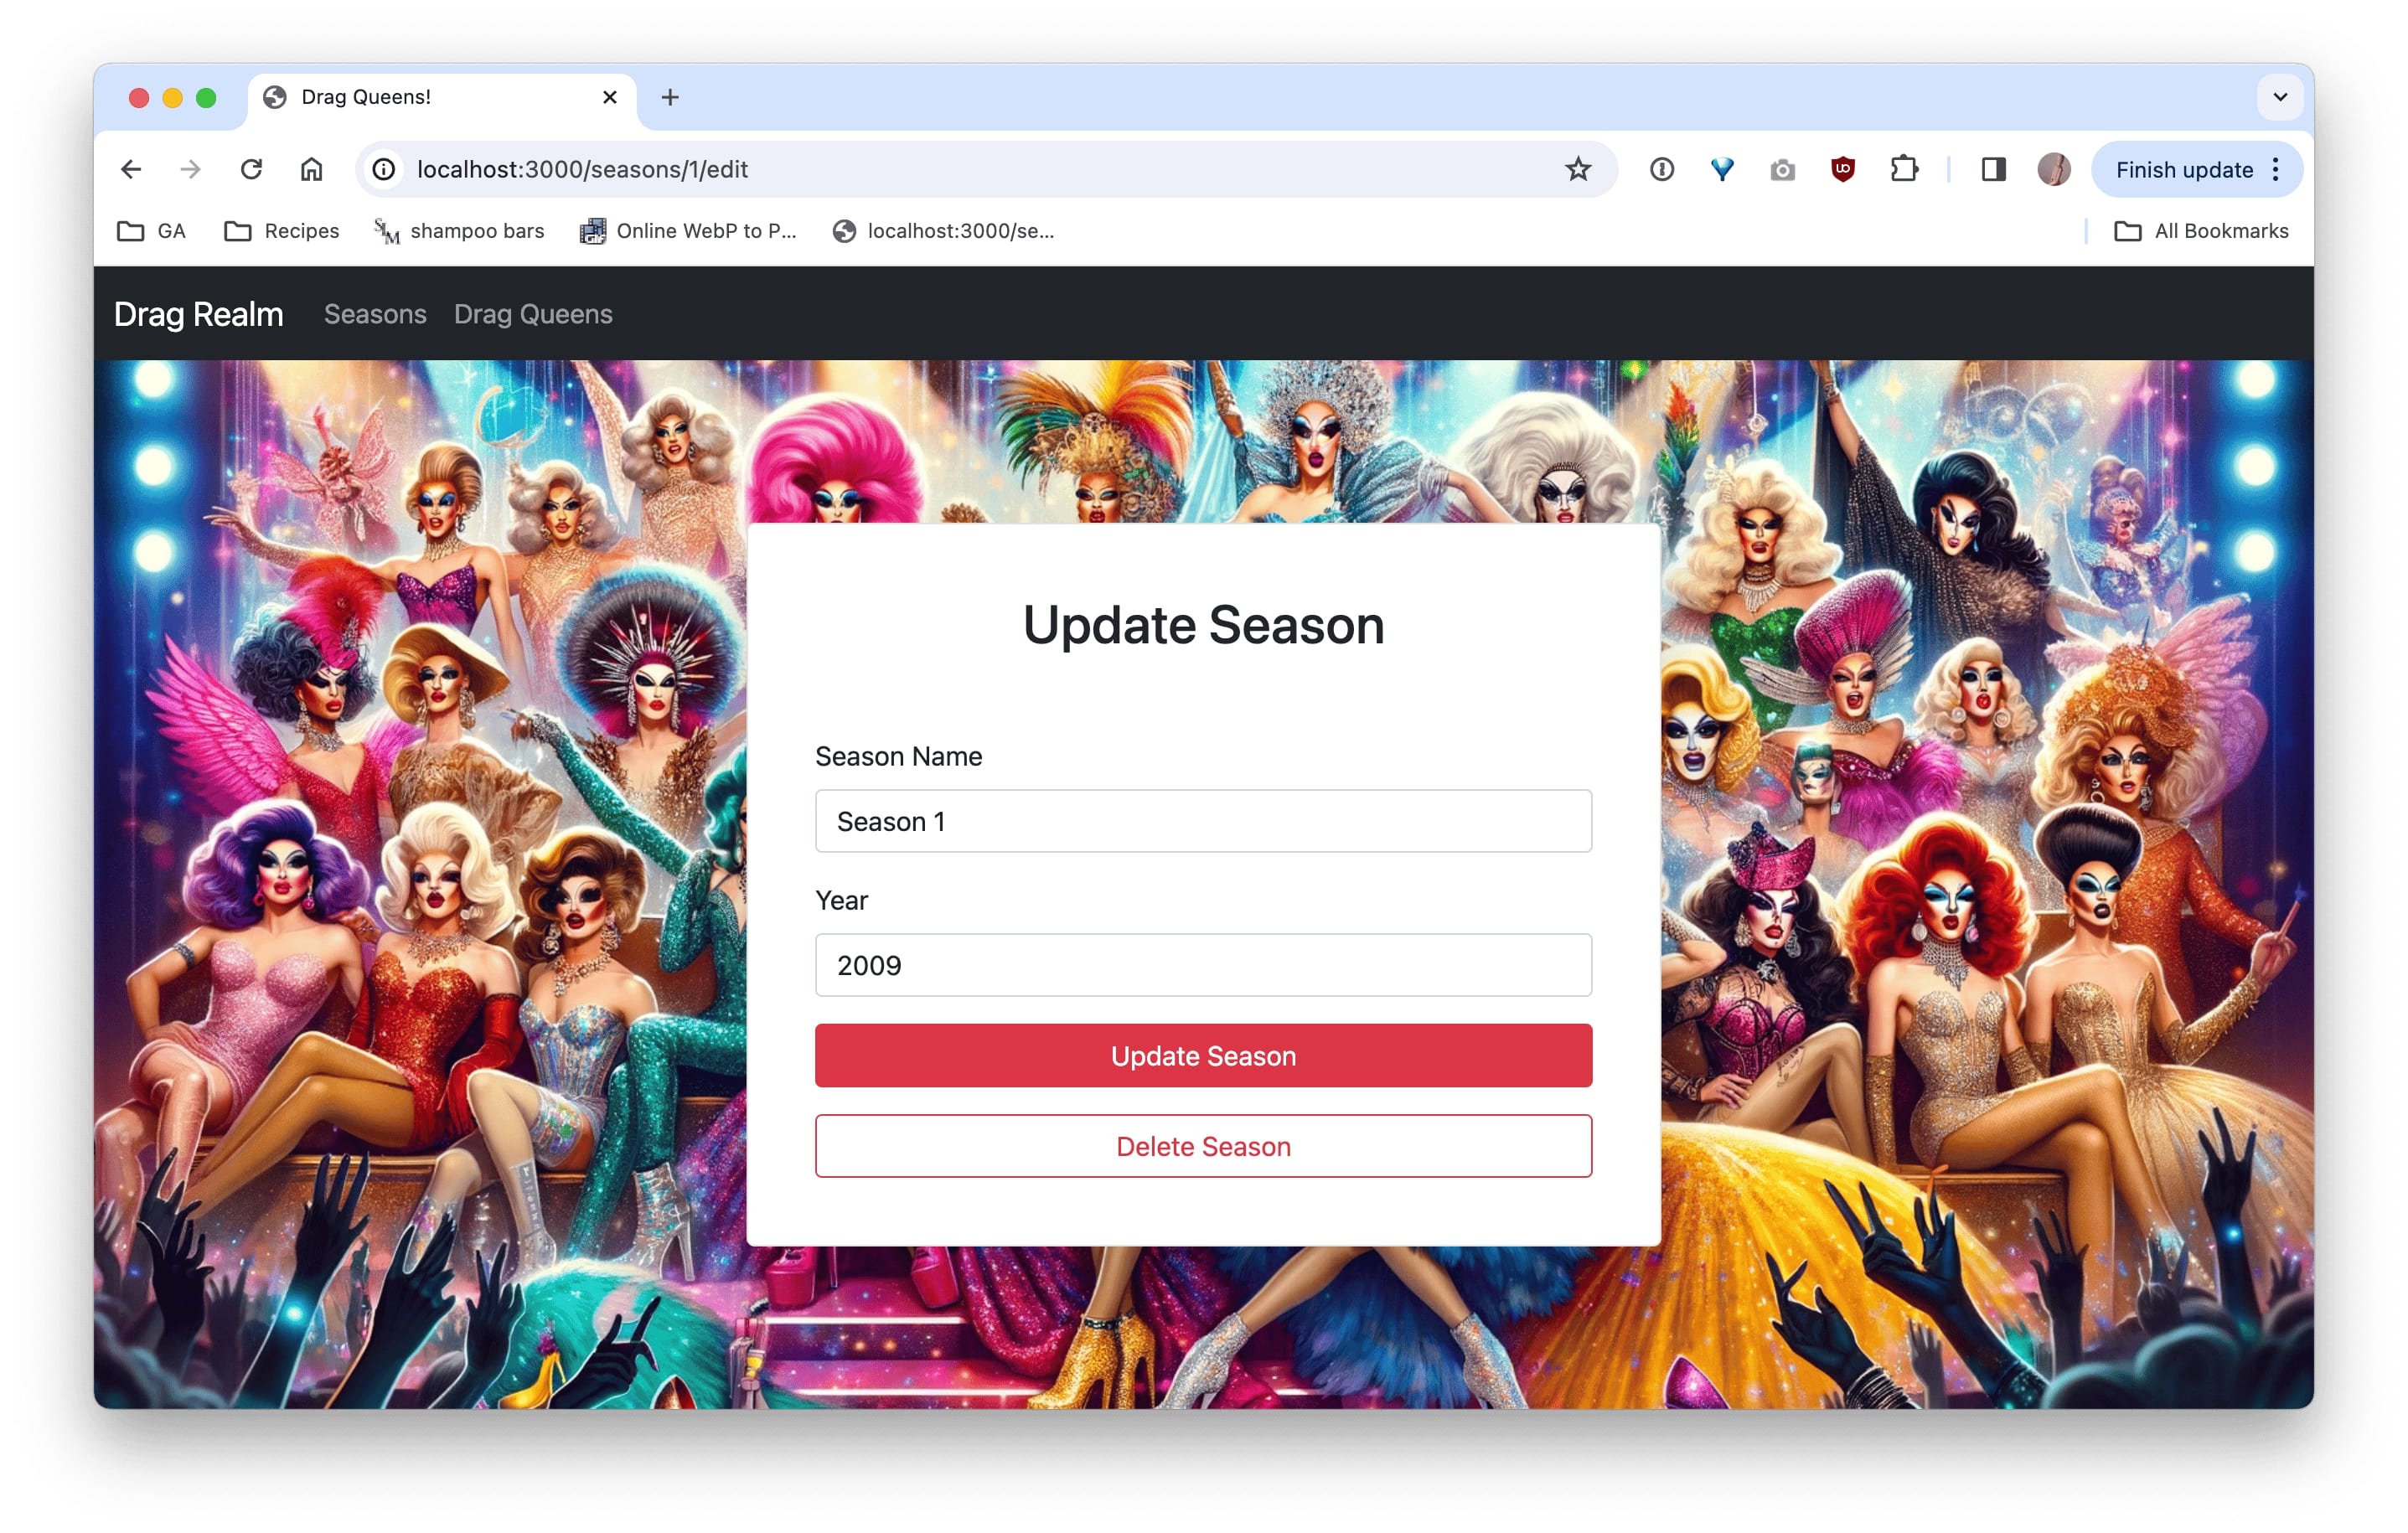 Drag Queens!
localhost:3000/seasons/1/edit
Finish update
GA
Recipes
shampoo bars
Online WebP to P...
localhost:3000/se...
All Bookmarks
Drag Realm
Seasons
Drag Queens
Update Season
Season Name
Season 1
Year
2009
Update Season
Delete Season